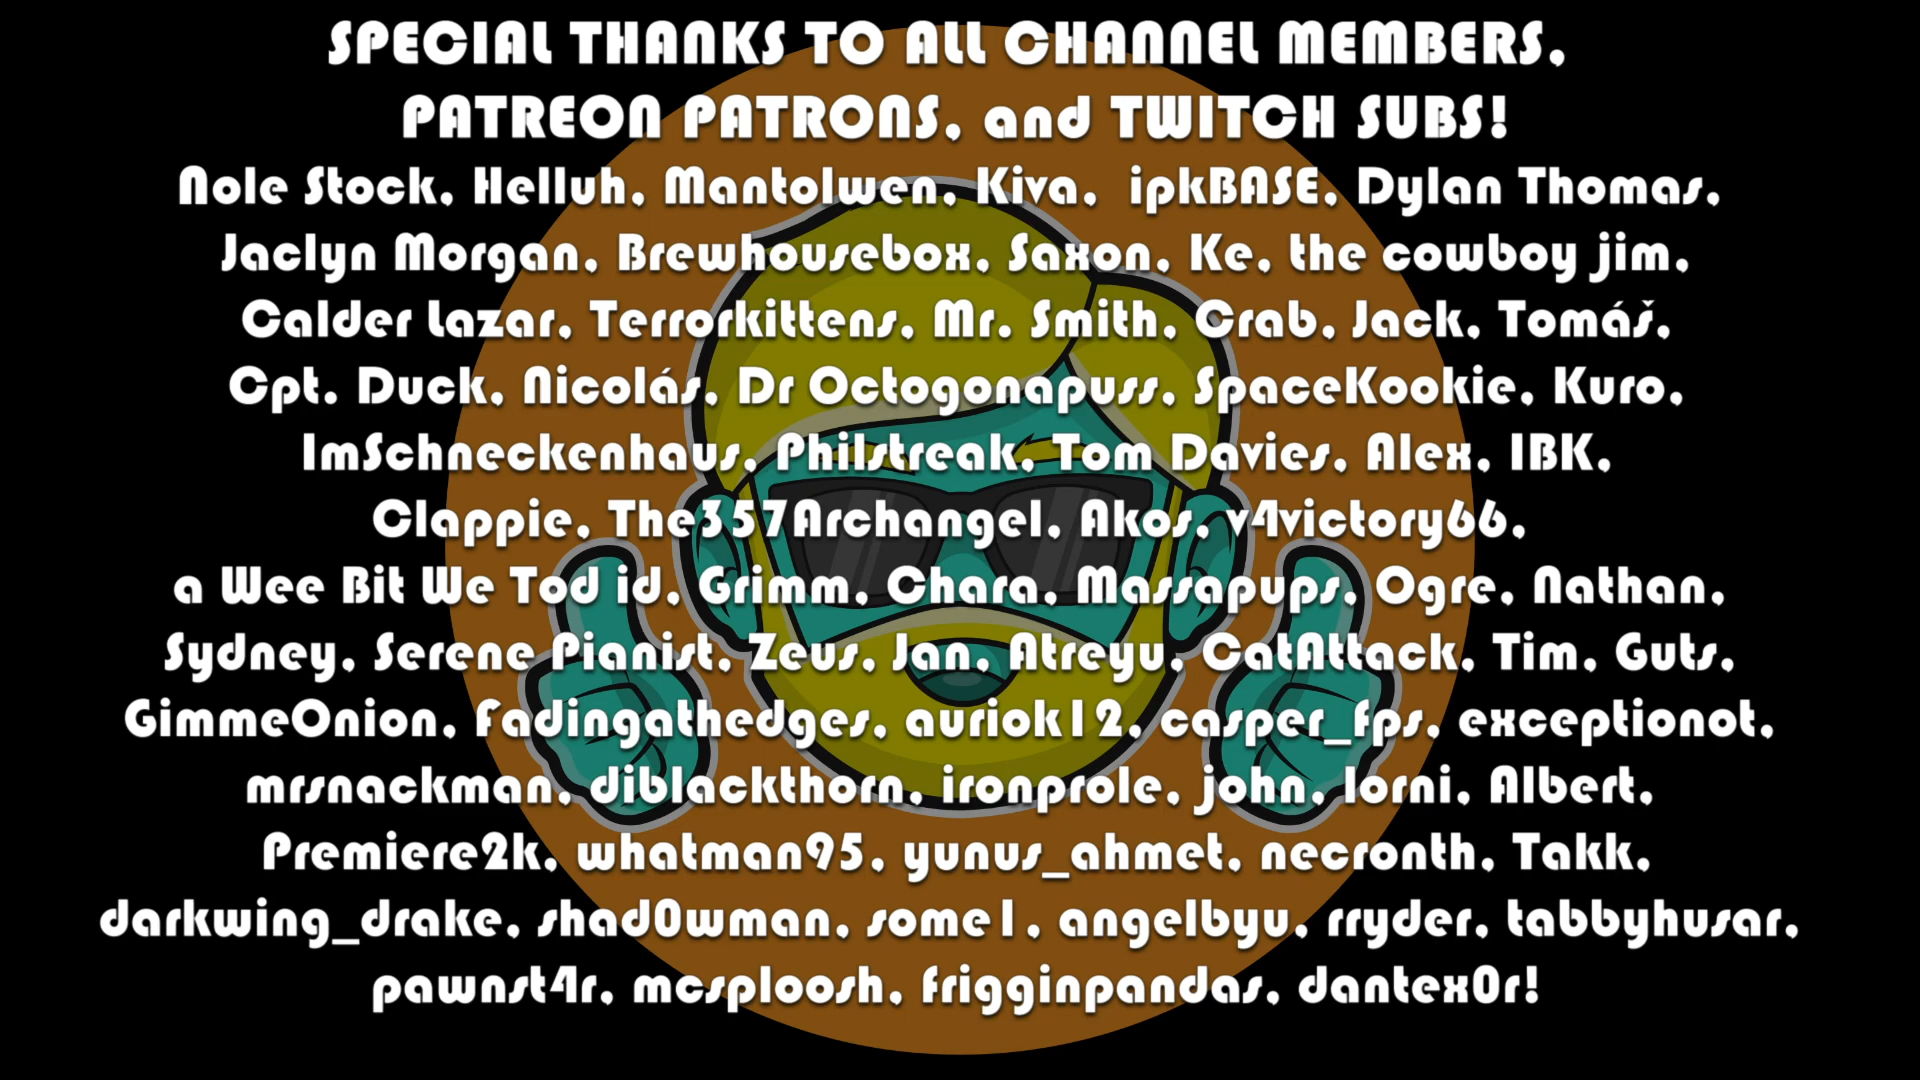 SPECIAL THANKS TO ALL CHANNEL MEMBERS,
PATREON PATRONS, and TWITCH SUBS!
Nole Stock, Helluh, Mantolwen, Kiva, ipkBASE, Dylan Thomas,
Jaclyn Morgan, Brewhousebox, Saxon, Ke, the cowboy jim,
Calder Lazar, Terrorkittens, Mr. Smith, Crab, Jack, Tomáš,
Cpt. Duck, Nicolás, Dr Octogonapuss, SpaceKookie, Kuro,
ImSchneckenhaus, Philstreak, Tom Davies, Alex, IBK,
Clappie, The357Archangel, Akos, v4victory66,
a Wee Bit We Tod id, Grimm, Chara, Massapups, Ogre, Nathan,
Sydney, Serene Pianist, Zeus, Jan, Atreyu, CatAttack, Tim, Guts,
GimmeOnion, Fadingathedges, auriok12, casper_fps, exceptionot,
mrsnackman, diblackthorn, ironprole, john, lorni, Albert,
Premiere2k, whatman95, yunus_ahmet, necronth, Takk,
darkwing_drake, shad0wman, some1, angelbyu, rryder, tabbyhusar,
pawnst4r, mcsploosh, frigginpandas, dantex0r!